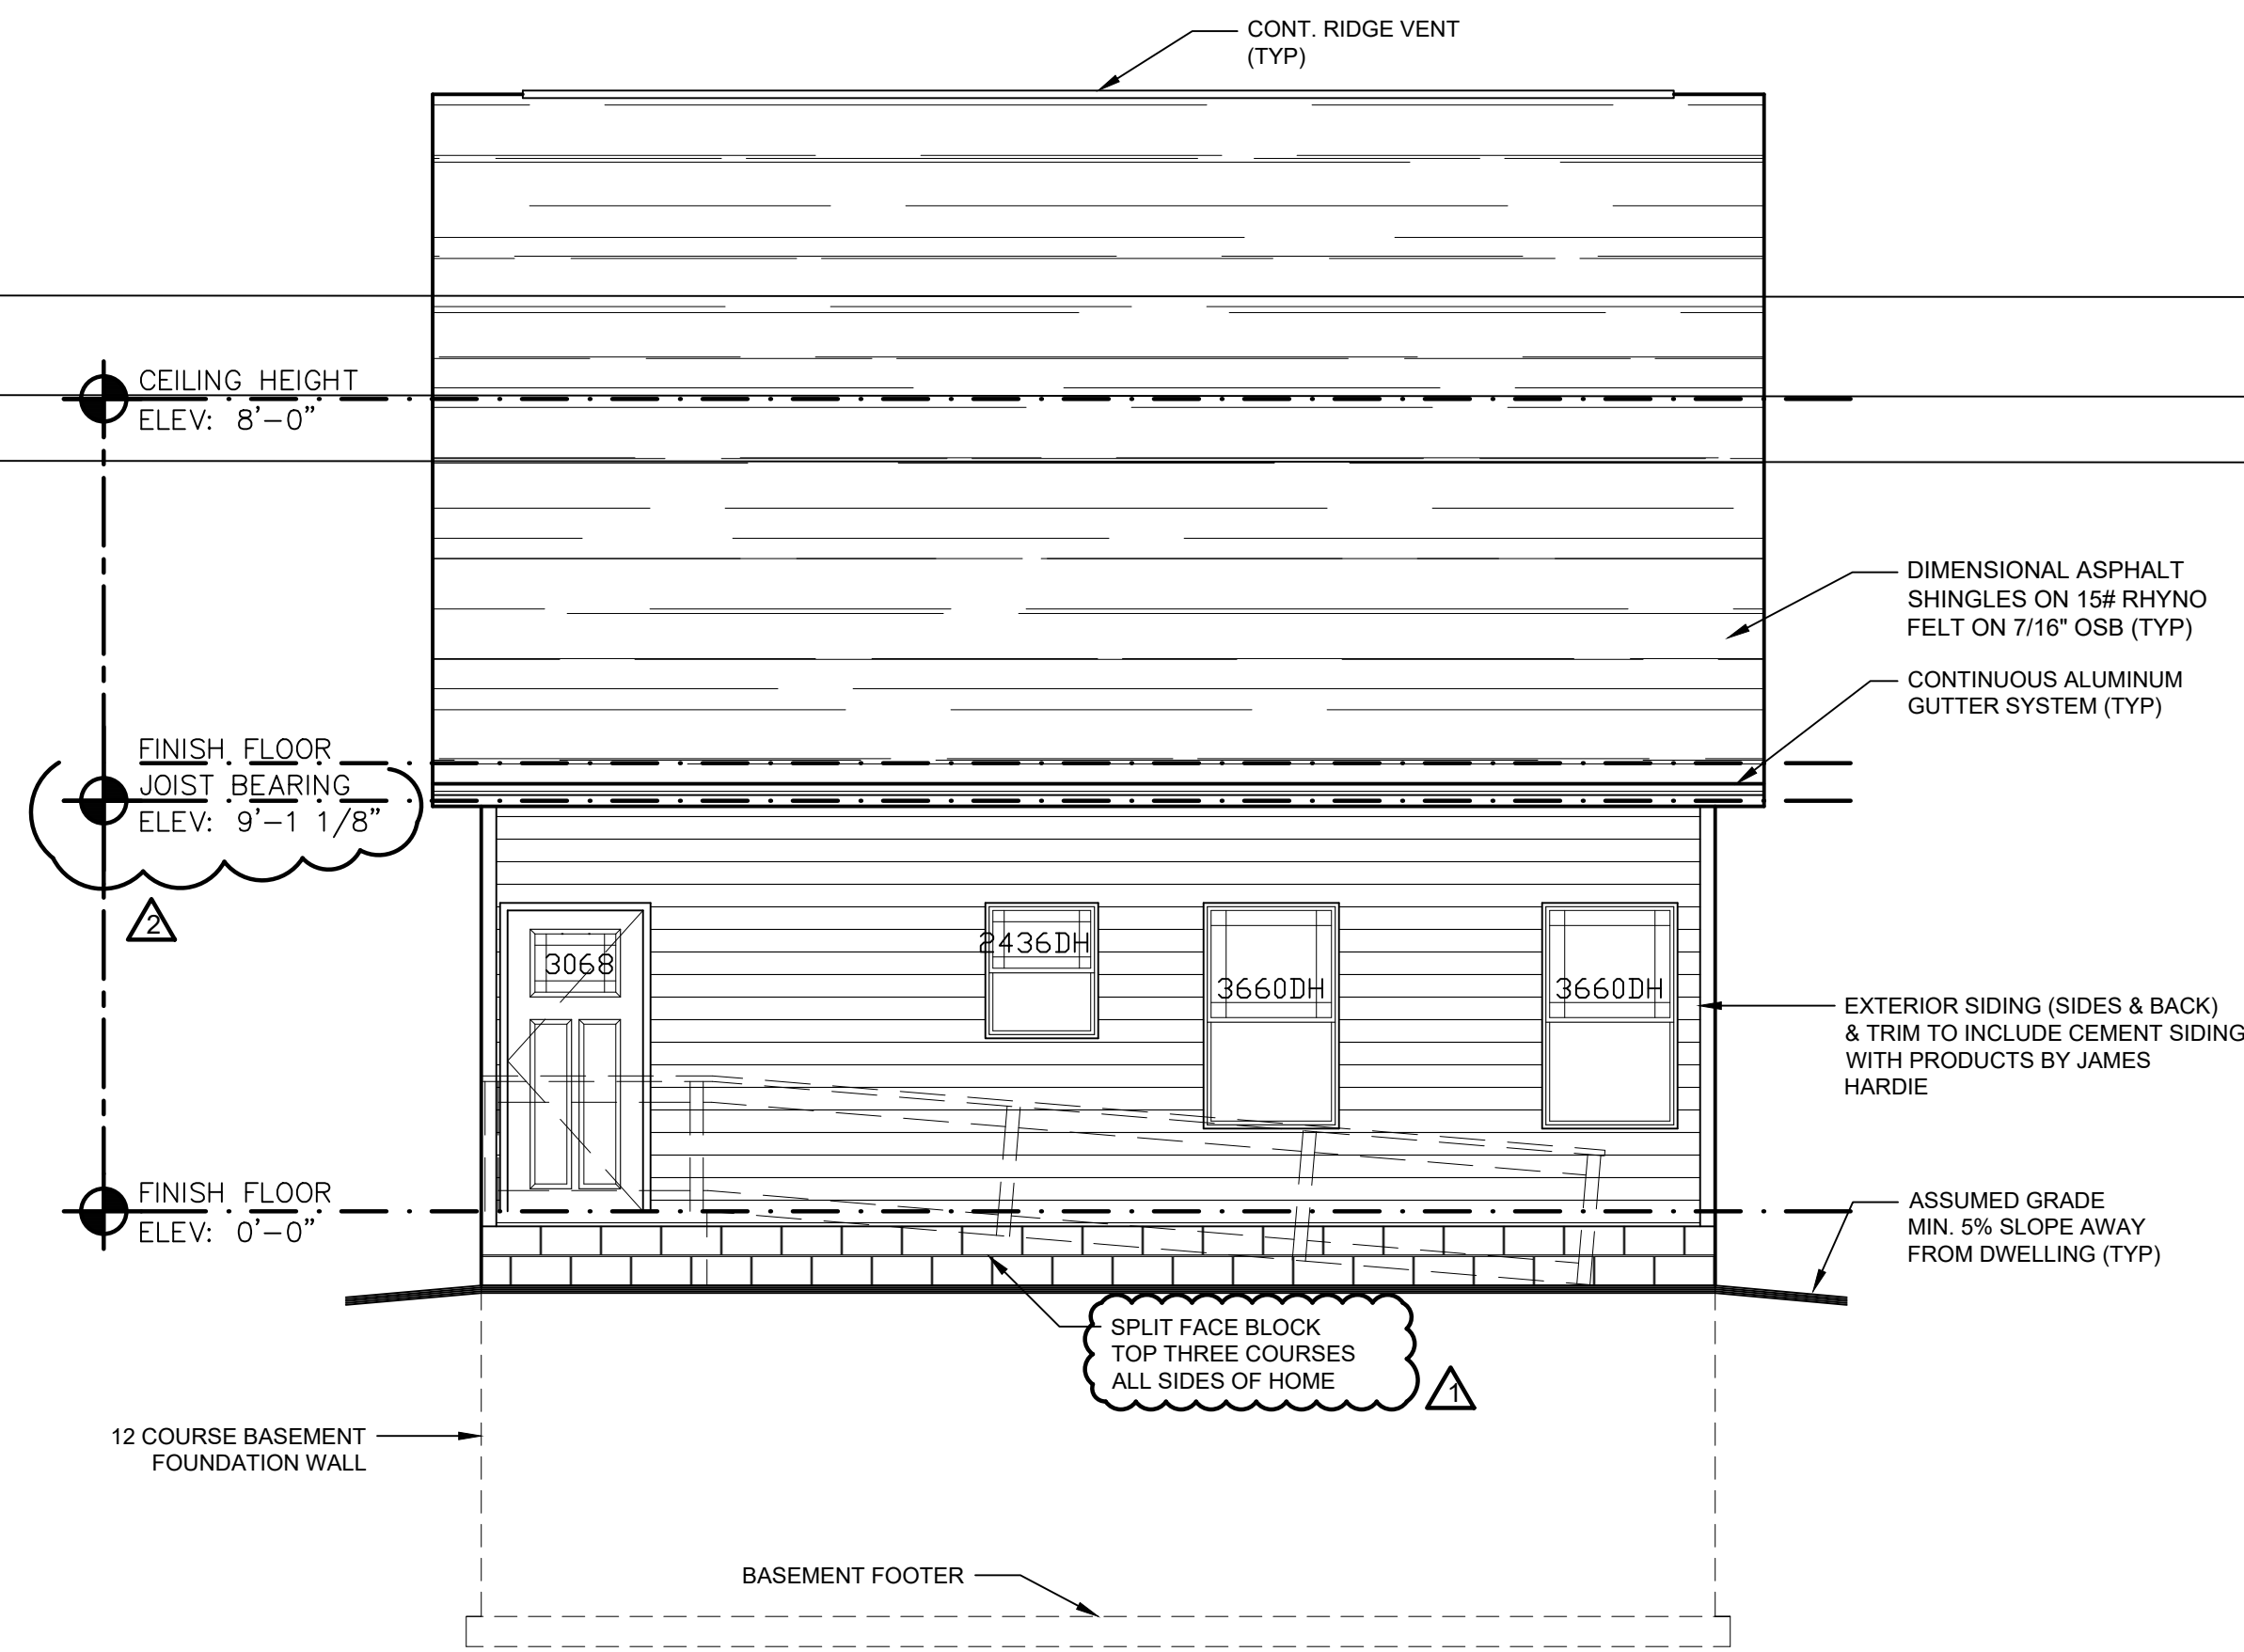 CONT. RIDGE VENT
(TYP)
CEILING HEIGHT
ELEV: 8'-0"
DIMENSIONAL ASPHALT
SHINGLES ON 15# RHYNO
FELT ON 7/16" OSB (TYP)
CONTINUOUS ALUMINUM
GUTTER SYSTEM (TYP)
FINISH FLOOR
JOIST BEARING
ELEV: 9'-1 1/8"
2
3068
2436DH
3660DH
3660DH
EXTERIOR SIDING (SIDES & BACK)
& TRIM TO INCLUDE CEMENT SIDING
WITH PRODUCTS BY JAMES
HARDIE
FINISH FLOOR
ELEV: 0'-0"
ASSUMED GRADE
MIN. 5% SLOPE AWAY
FROM DWELLING (TYP)
SPLIT FACE BLOCK
TOP THREE COURSES
ALL SIDES OF HOME
1
12 COURSE BASEMENT
FOUNDATION WALL
BASEMENT FOOTER